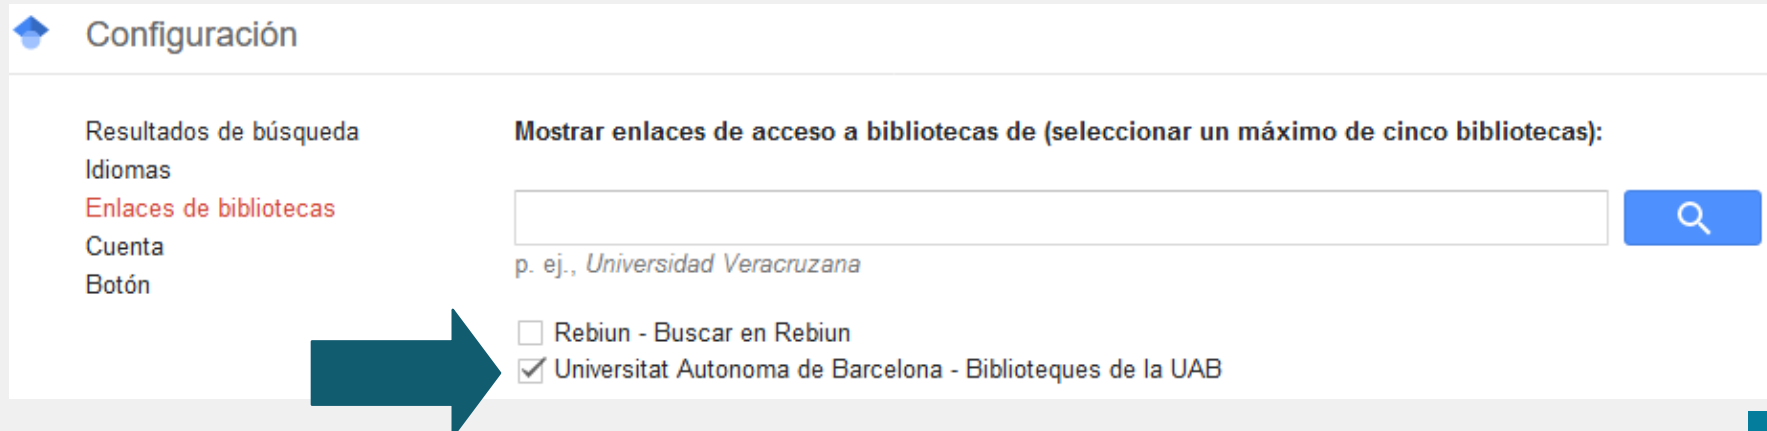 Configuración
Resultados de búsqueda
Idiomas
Enlaces de bibliotecas
Cuenta
Botón
Mostrar enlaces de acceso a bibliotecas de (seleccionar un máximo de cinco bibliotecas):
p. ej., Universidad Veracruzana
Rebiun - Buscar en Rebiun
Universitat Autonoma de Barcelona - Biblioteques de la UAB